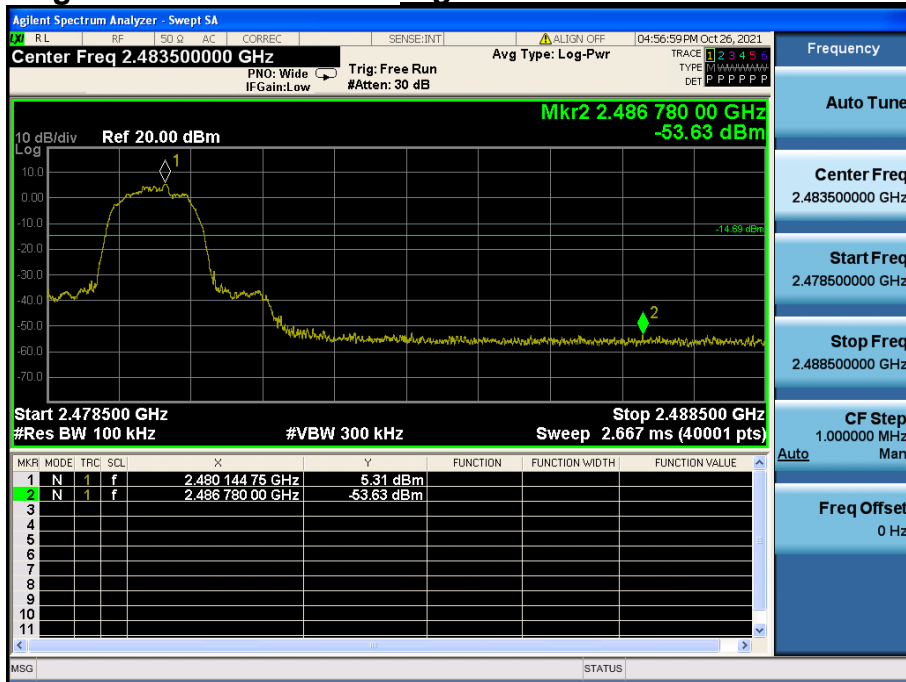 Agilent Spectrum Analyzer - Swept SA
RL RF 50 Ω AC CORREC SENSE:INT ALIGN OFF 04:56:59 PM Oct 26, 2021
Center Freq 2.483500000 GHz Avg Type: Log-Pwr TRACE 1 2 3 4 5 6
PNO: Wide Trig: Free Run TYPE M WWWWW
IFGain:Low #Atten: 30 dB DET P P P P P P
Mkr2 2.486 780 00 GHz
10 dB/div Ref 20.00 dBm -53.63 dBm
Log
1
10.0
0.00
-10.0
-14.69 dBm
-20.0
-30.0
-40.0
2
-50.0
-60.0
-70.0
Start 2.478500 GHz Stop 2.488500 GHz
#Res BW 100 kHz #VBW 300 kHz Sweep 2.667 ms (40001 pts)
MKR MODE TRC SCL X Y FUNCTION FUNCTION WIDTH FUNCTION VALUE
1 N 1 f 2.480 144 75 GHz 5.31 dBm
2 N 1 f 2.486 780 00 GHz -53.63 dBm
3
4
5
6
7
8
9
10
11
MSG STATUS
Frequency
Auto Tune
Center Freq
2.483500000 GHz
Start Freq
2.478500000 GHz
Stop Freq
2.488500000 GHz
CF Step
1.000000 MHz
Auto Man
Freq Offset
0 Hz